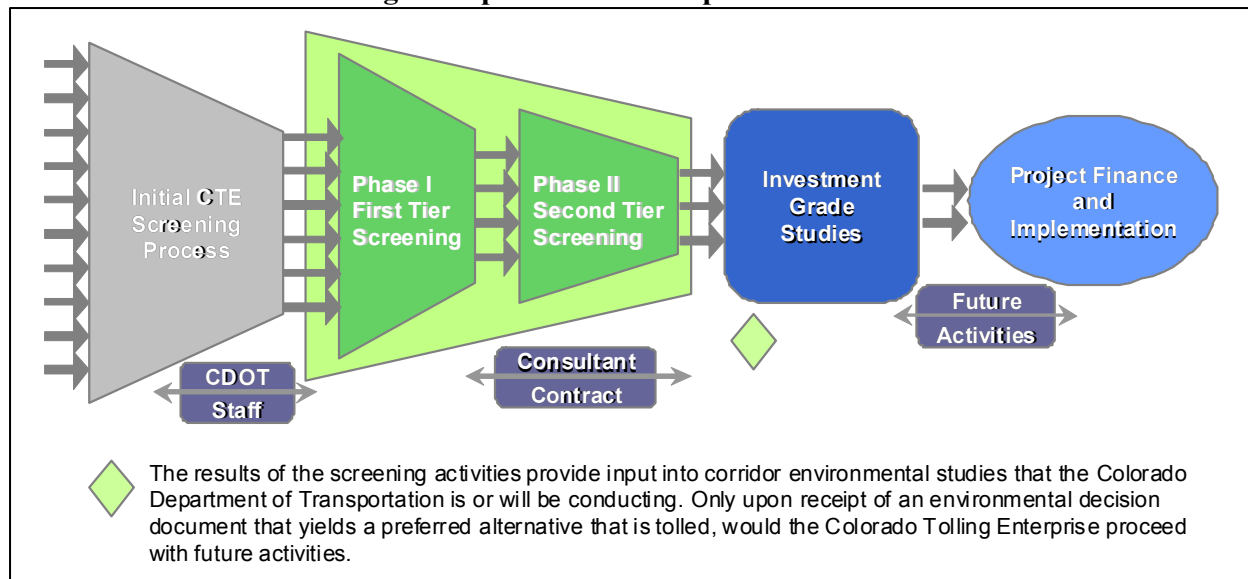 Initial CTE
Screening
Process
Phase I
First Tier
Screening
Phase II
Second Tier
Screening
Investment
Grade
Studies
Project Finance
and
Implementation
CDOT
Staff
Consultant
Contract
Future
Activities
The results of the screening activities provide input into corridor environmental studies that the Colorado
Department of Transportation is or will be conducting. Only upon receipt of an environmental decision
document that yields a preferred alternative that is tolled, would the Colorado Tolling Enterprise proceed
with future activities.